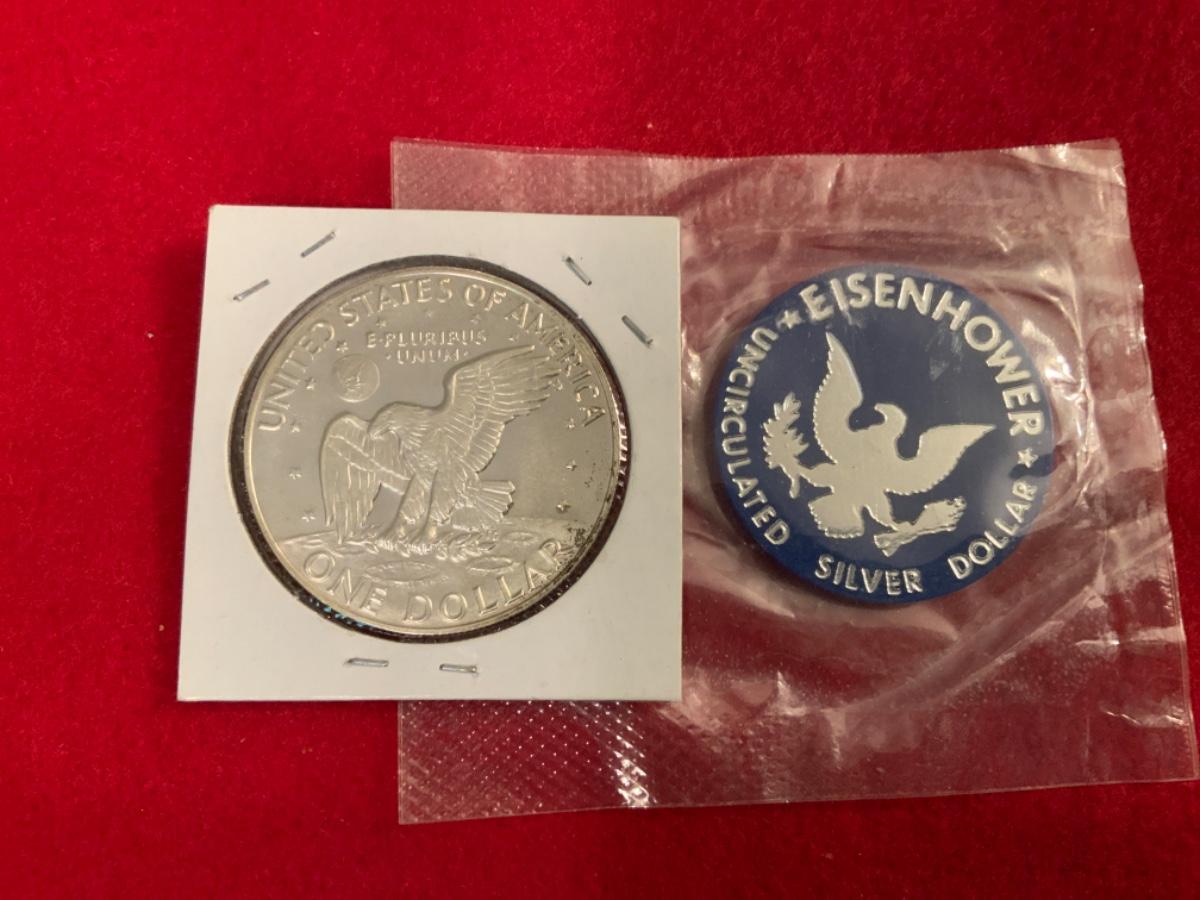 UNITED STATES OF AMERICA
E·PLURIBUS
·UNUM·
ONE DOLLAR
★EISENHOWER★
UNCIRCULATED SILVER DOLLAR